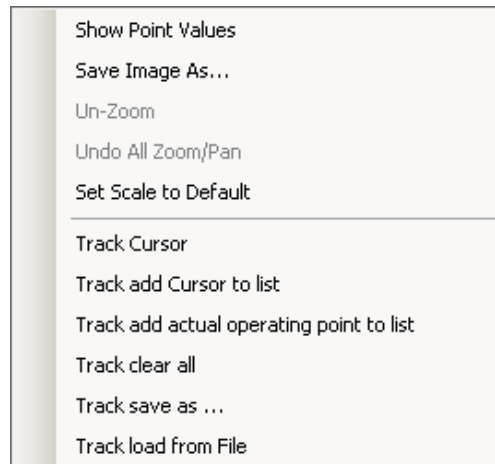 Show Point Values
Save Image As...
Un-Zoom
Undo All Zoom/Pan
Set Scale to Default
Track Cursor
Track add Cursor to list
Track add actual operating point to list
Track clear all
Track save as ...
Track load from File